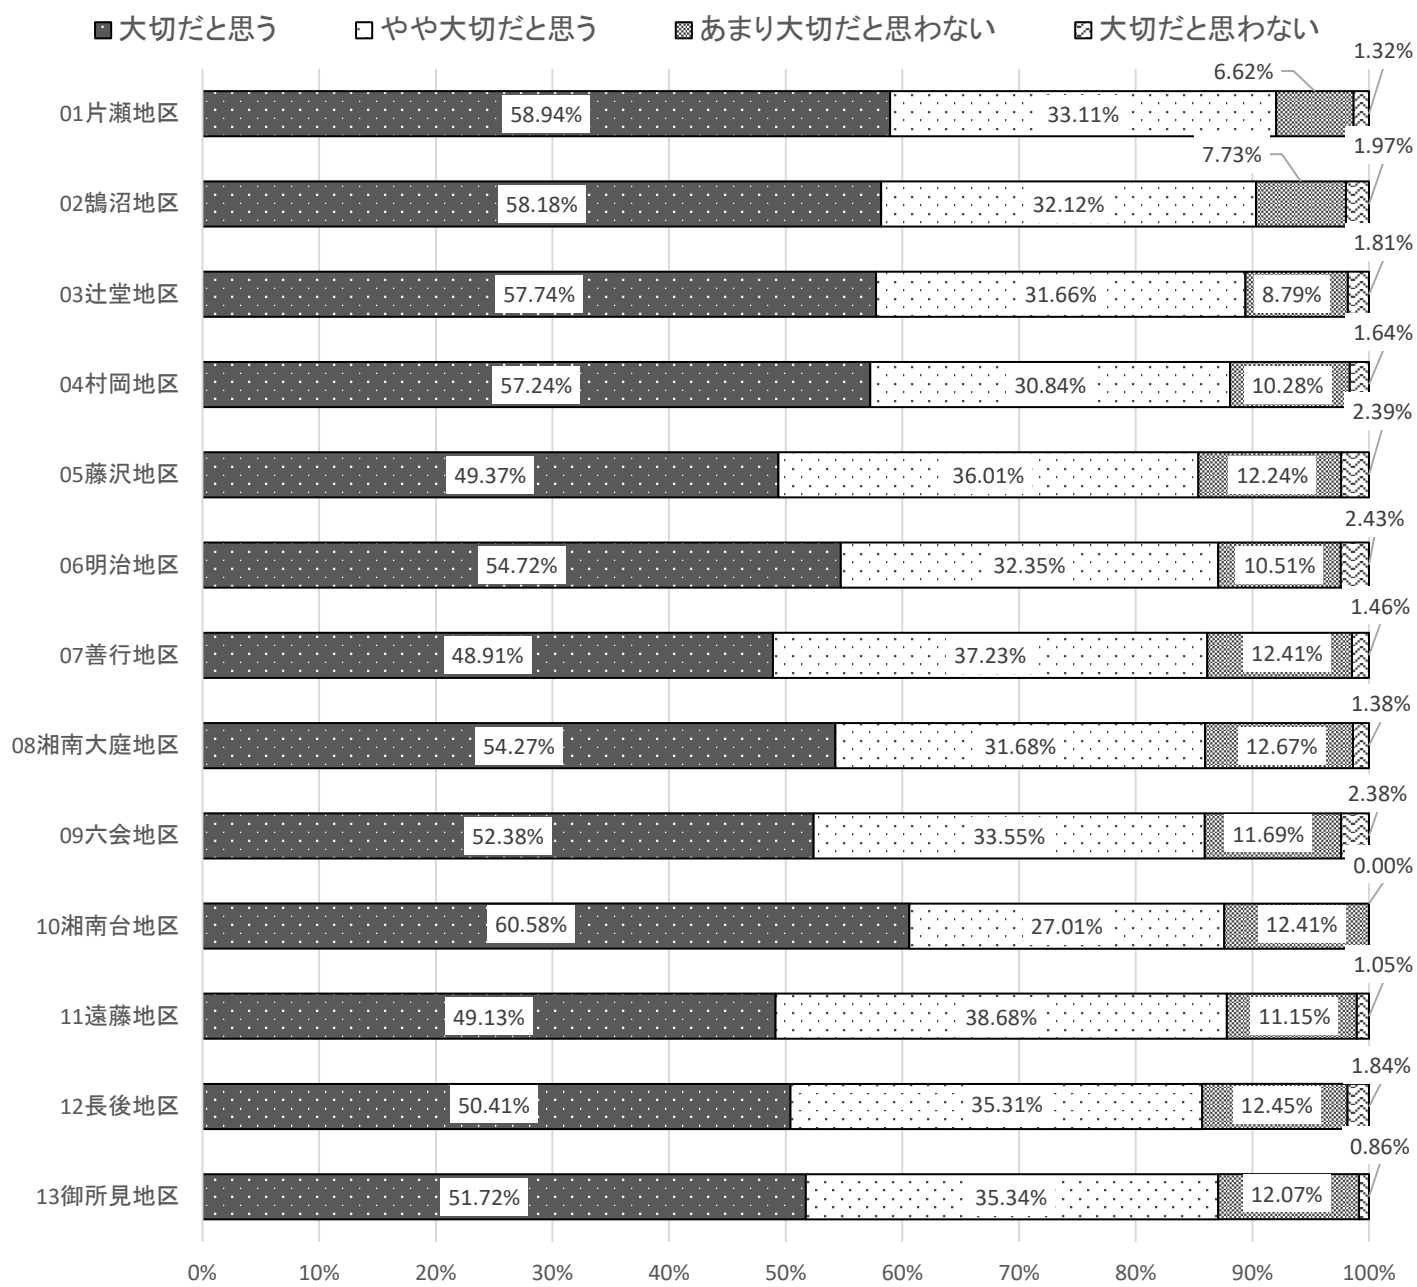 大切だと思う やや大切だと思う あまり大切だと思わない 大切だと思わない
01片瀬地区 58.94% 33.11% 6.62% 1.32%
02鵠沼地区 58.18% 32.12% 7.73% 1.97%
03辻堂地区 57.74% 31.66% 8.79% 1.81%
04村岡地区 57.24% 30.84% 10.28% 1.64%
05藤沢地区 49.37% 36.01% 12.24% 2.39%
06明治地区 54.72% 32.35% 10.51% 2.43%
07善行地区 48.91% 37.23% 12.41% 1.46%
08湘南大庭地区 54.27% 31.68% 12.67% 1.38%
09六会地区 52.38% 33.55% 11.69% 2.38%
10湘南台地区 60.58% 27.01% 12.41% 0.00%
11遠藤地区 49.13% 38.68% 11.15% 1.05%
12長後地区 50.41% 35.31% 12.45% 1.84%
13御所見地区 51.72% 35.34% 12.07% 0.86%
0% 10% 20% 30% 40% 50% 60% 70% 80% 90% 100%